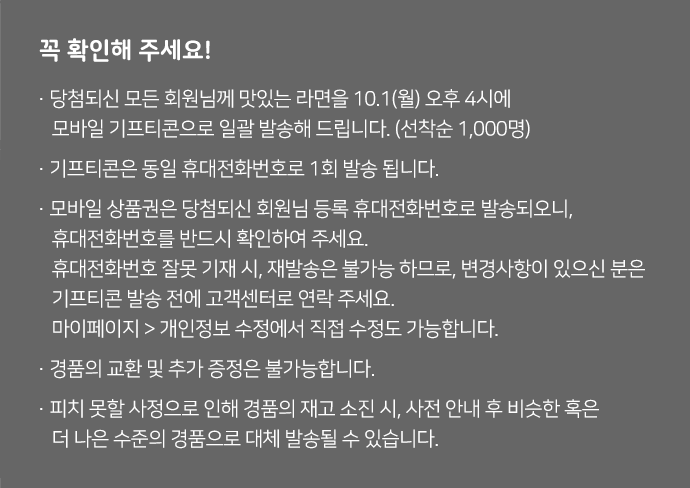 꼭 확인해 주세요!
· 당첨되신 모든 회원님께 맛있는 라면을 10.1(월) 오후 4시에
모바일 기프티콘으로 일괄 발송해 드립니다. (선착순 1,000명)
· 기프티콘은 동일 휴대전화번호로 1회 발송 됩니다.
· 모바일 상품권은 당첨되신 회원님 등록 휴대전화번호로 발송되오니,
휴대전화번호를 반드시 확인하여 주세요.
휴대전화번호 잘못 기재 시, 재발송은 불가능 하므로, 변경사항이 있으신 분은
기프티콘 발송 전에 고객센터로 연락 주세요.
마이페이지 > 개인정보 수정에서 직접 수정도 가능합니다.
· 경품의 교환 및 추가 증정은 불가능합니다.
· 피치 못할 사정으로 인해 경품의 재고 소진 시, 사전 안내 후 비슷한 혹은
더 나은 수준의 경품으로 대체 발송될 수 있습니다.